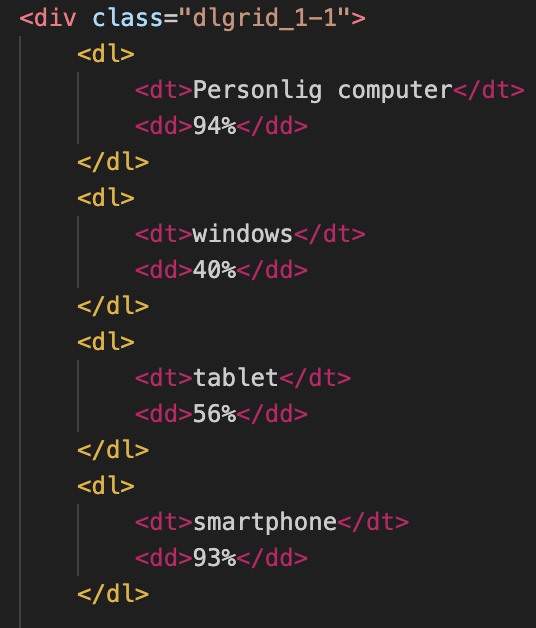 <div class="dlgrid_1-1">
<dl>
<dt>Personlig computer</dt>
<dd>94%</dd>
</dl>
<dl>
<dt>windows</dt>
<dd>40%</dd>
</dl>
<dl>
<dt>tablet</dt>
<dd>56%</dd>
</dl>
<dl>
<dt>smartphone</dt>
<dd>93%</dd>
</dl>